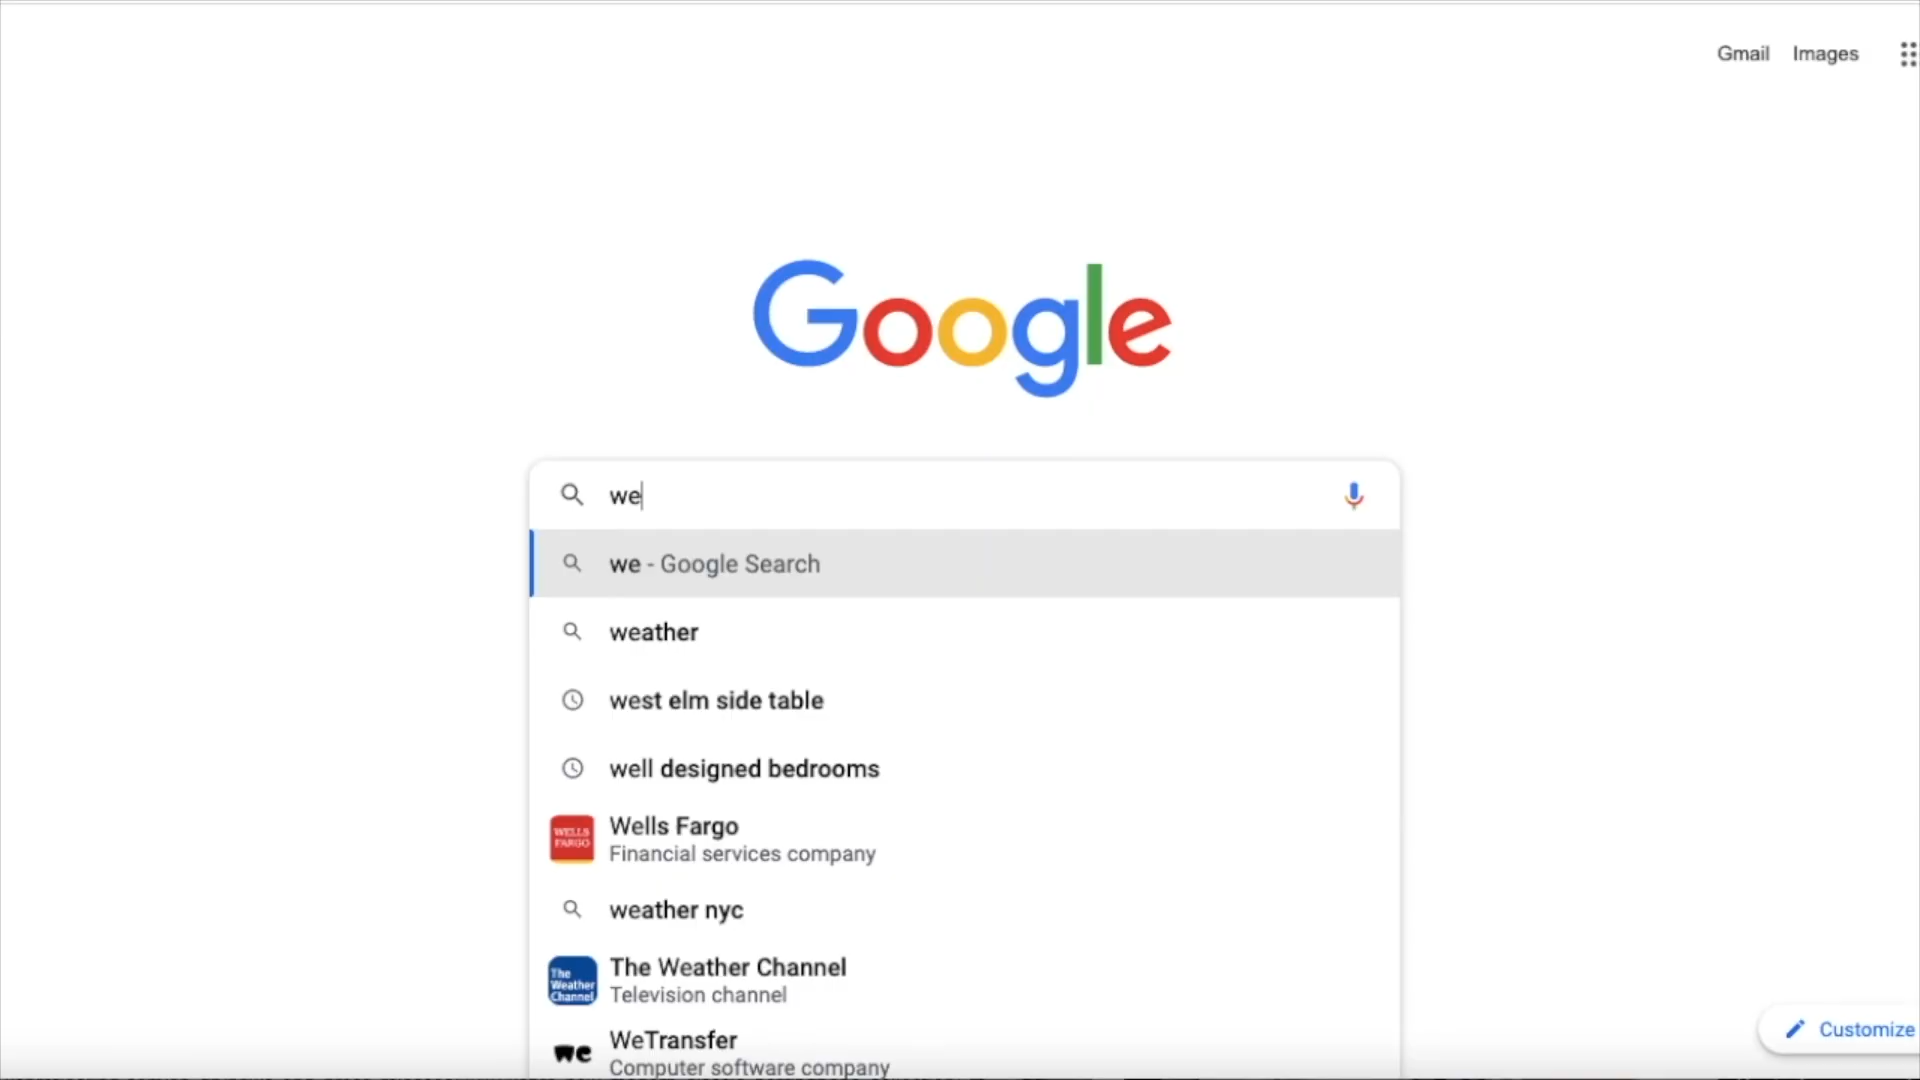 Gmail Images
Google
we
we - Google Search
weather
west elm side table
well designed bedrooms
WELLS
FARGO
Wells Fargo
Financial services company
weather nyc
The
Weather
Channel
The Weather Channel
Television channel
we
WeTransfer
Computer software company
Customize